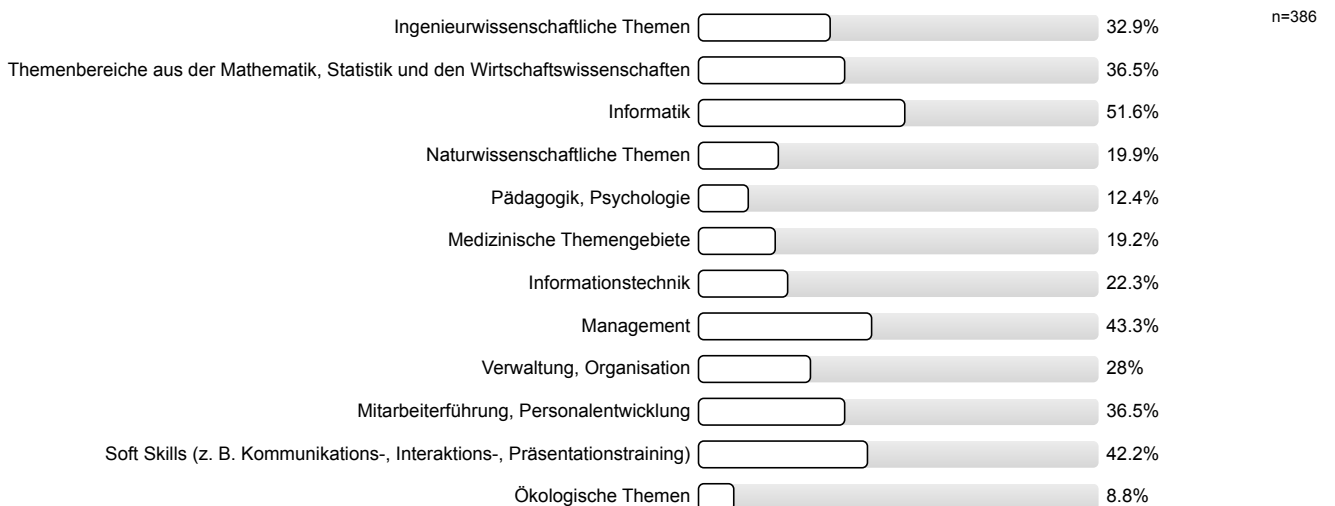 n=386
Ingenieurwissenschaftliche Themen 32.9%
Themenbereiche aus der Mathematik, Statistik und den Wirtschaftswissenschaften 36.5%
Informatik 51.6%
Naturwissenschaftliche Themen 19.9%
Pädagogik, Psychologie 12.4%
Medizinische Themengebiete 19.2%
Informationstechnik 22.3%
Management 43.3%
Verwaltung, Organisation 28%
Mitarbeiterführung, Personalentwicklung 36.5%
Soft Skills (z. B. Kommunikations-, Interaktions-, Präsentationstraining) 42.2%
Ökologische Themen 8.8%